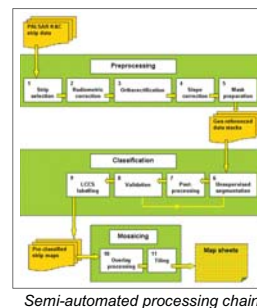 PALSAR K&C
strip data
Preprocessing
1
Strip
selection
2
Radiometric
correction
3
Orthorectification
4
Slope
correction
5
Mask
preparation
Geo-referenced
data stacks
Classification
9
LCCS
labelling
8
Validation
7
Post-
processing
6
Unsupervised
segmentation
Pre-classified
strip maps
Mosaicing
10
Overlay
processing
11
Tiling
Map sheets
Semi-automated processing chain